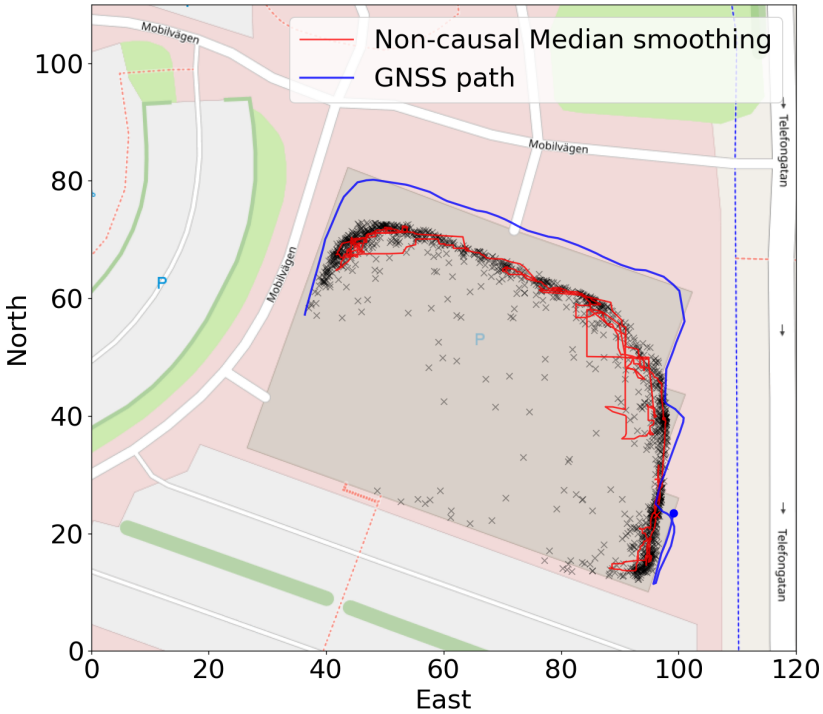 Mobilvägen
Non-causal Median smoothing
GNSS path
100
Telefongatan
Mobilvägen
80
Mobilvägen
P
60
P
North
40
20
Telefongatan
0
0 20 40 60 80 100 120
East